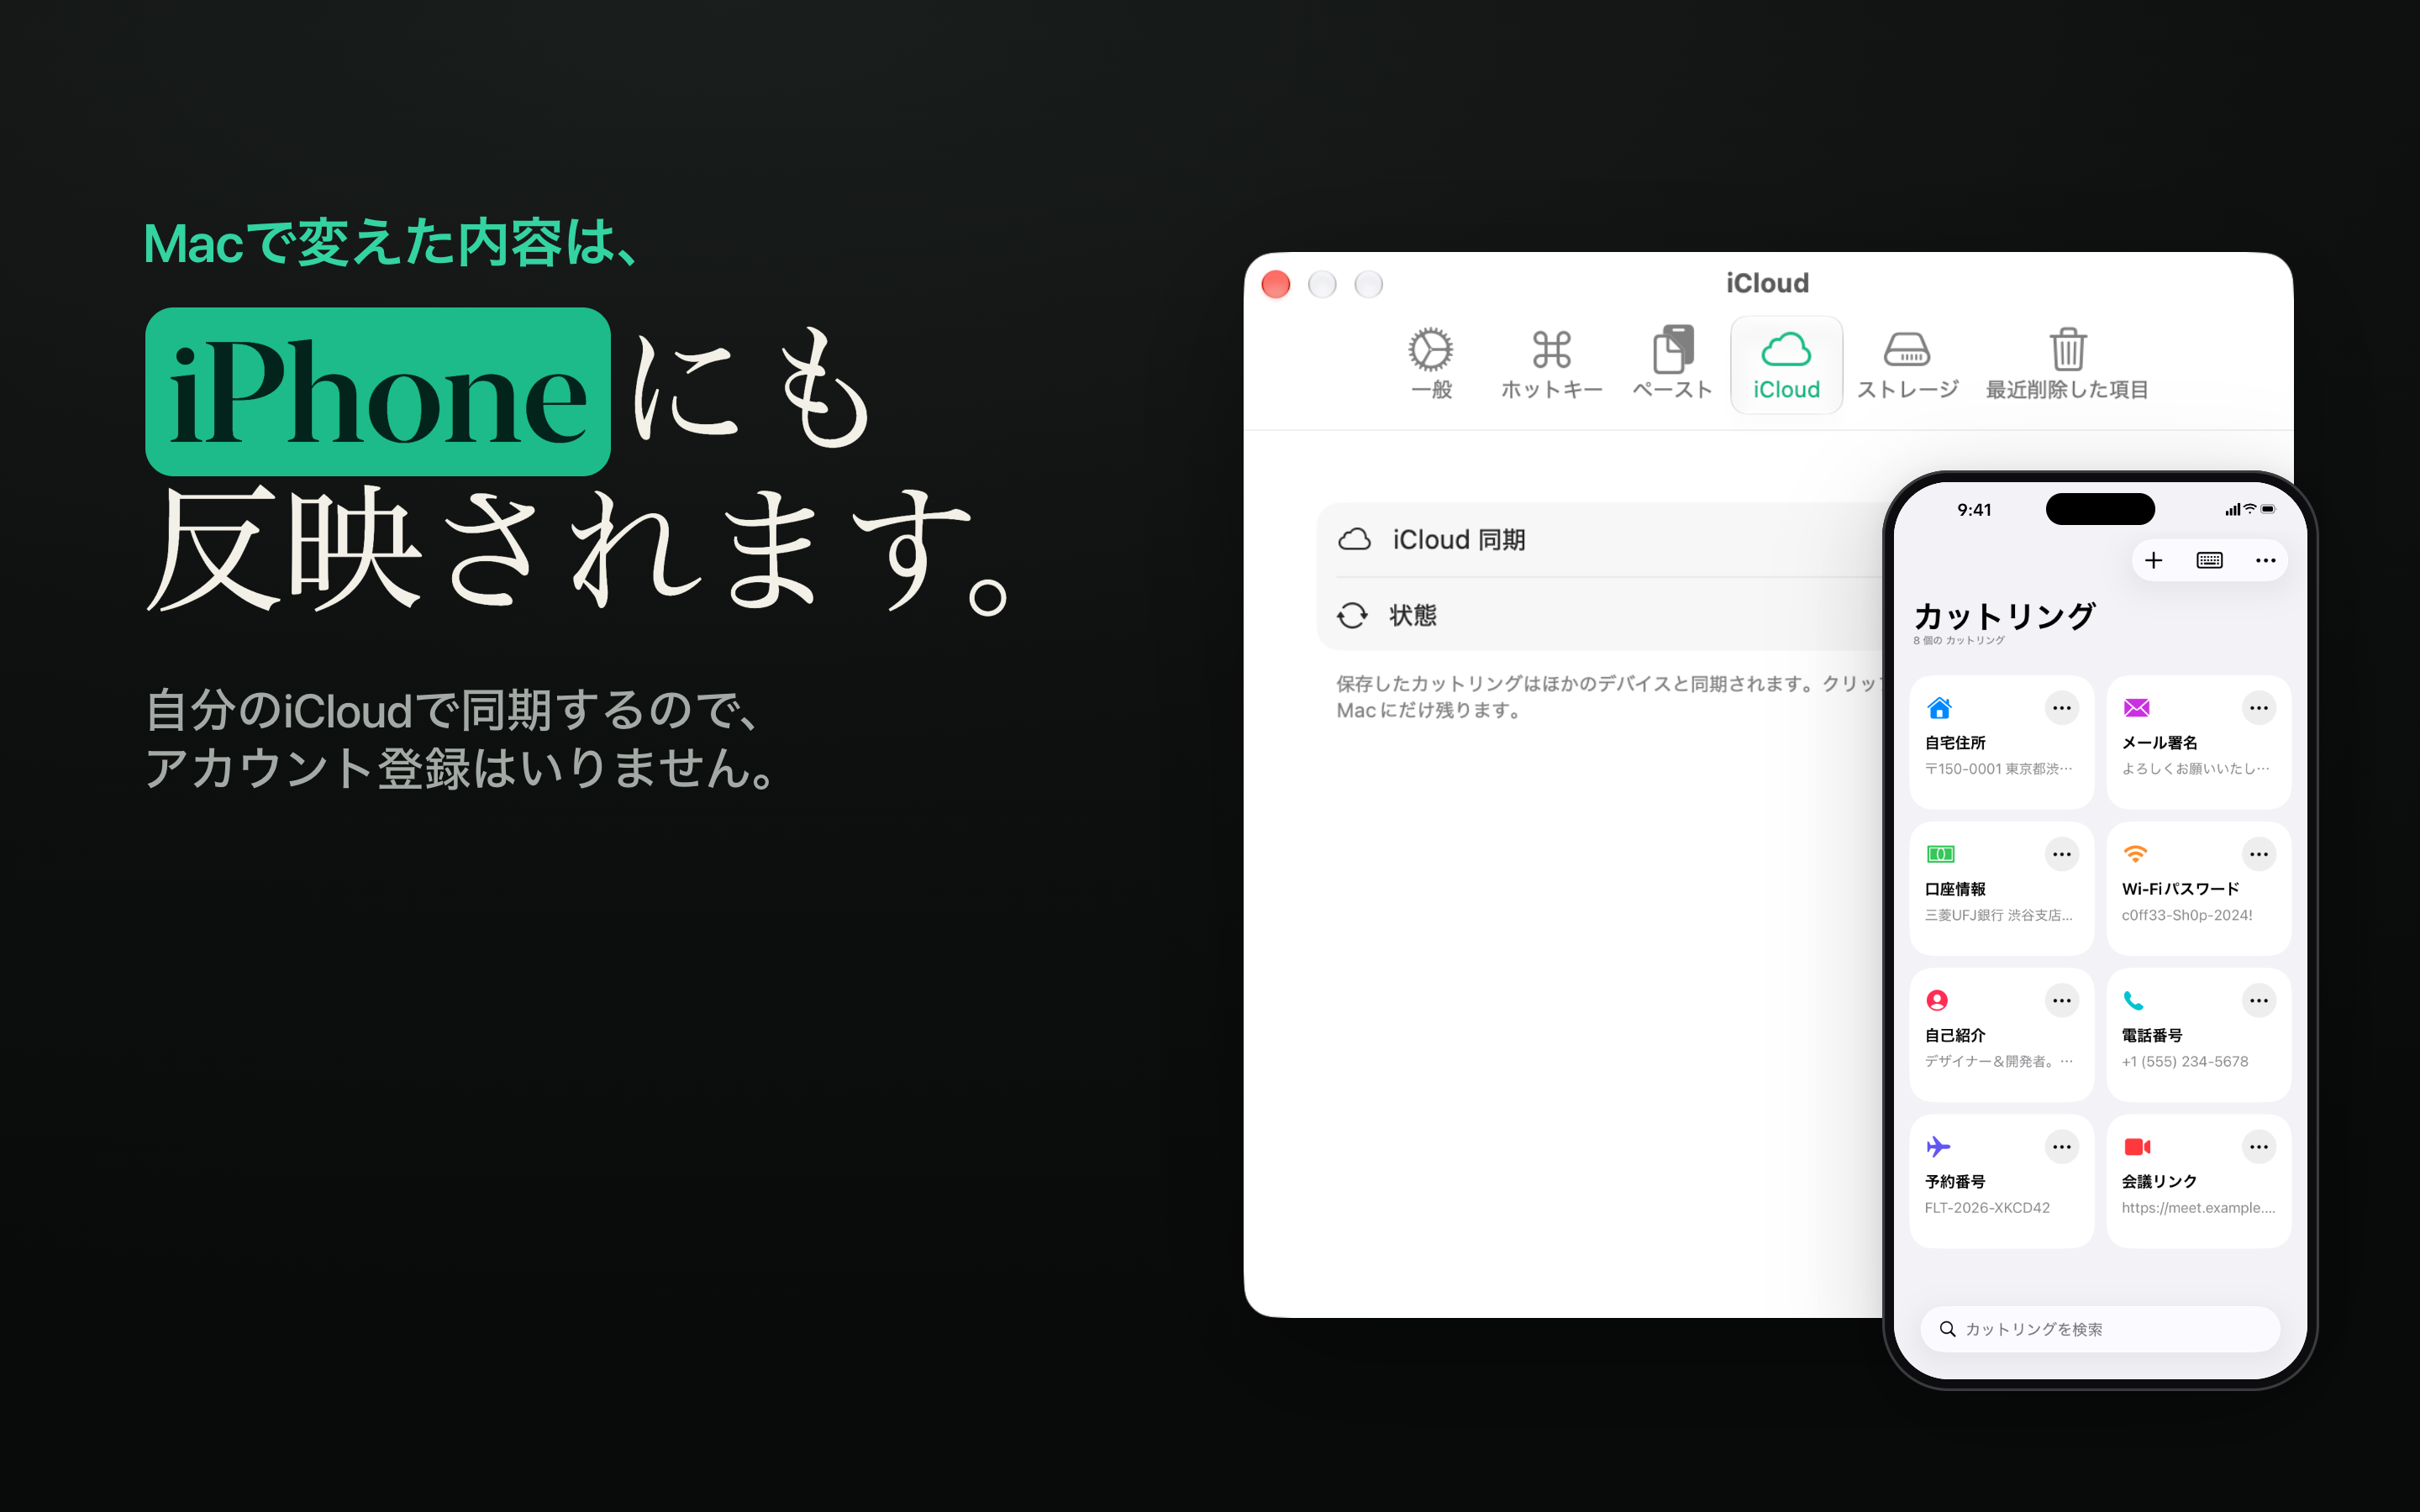 Macで変えた内容は、
iPhoneにも
反映されます。
自分のiCloudで同期するので、
アカウント登録はいりません。
iCloud
一般
ホットキー
ペースト
iCloud
ストレージ
最近削除した項目
iCloud 同期
状態
保存したカットリングはほかのデバイスと同期されます。クリッ
Macにだけ残ります。
9:41
カットリング
8 個の カットリング
自宅住所
〒150-0001 東京都渋…
メール署名
よろしくお願いいたし…
口座情報
三菱UFJ銀行 渋谷支店...
Wi-Fiパスワード
c0ff33-Sh0p-2024!
自己紹介
デザイナー＆開発者。…
電話番号
+1 (555) 234-5678
予約番号
FLT-2026-XKCD42
会議リンク
https://meet.example....
カットリングを検索